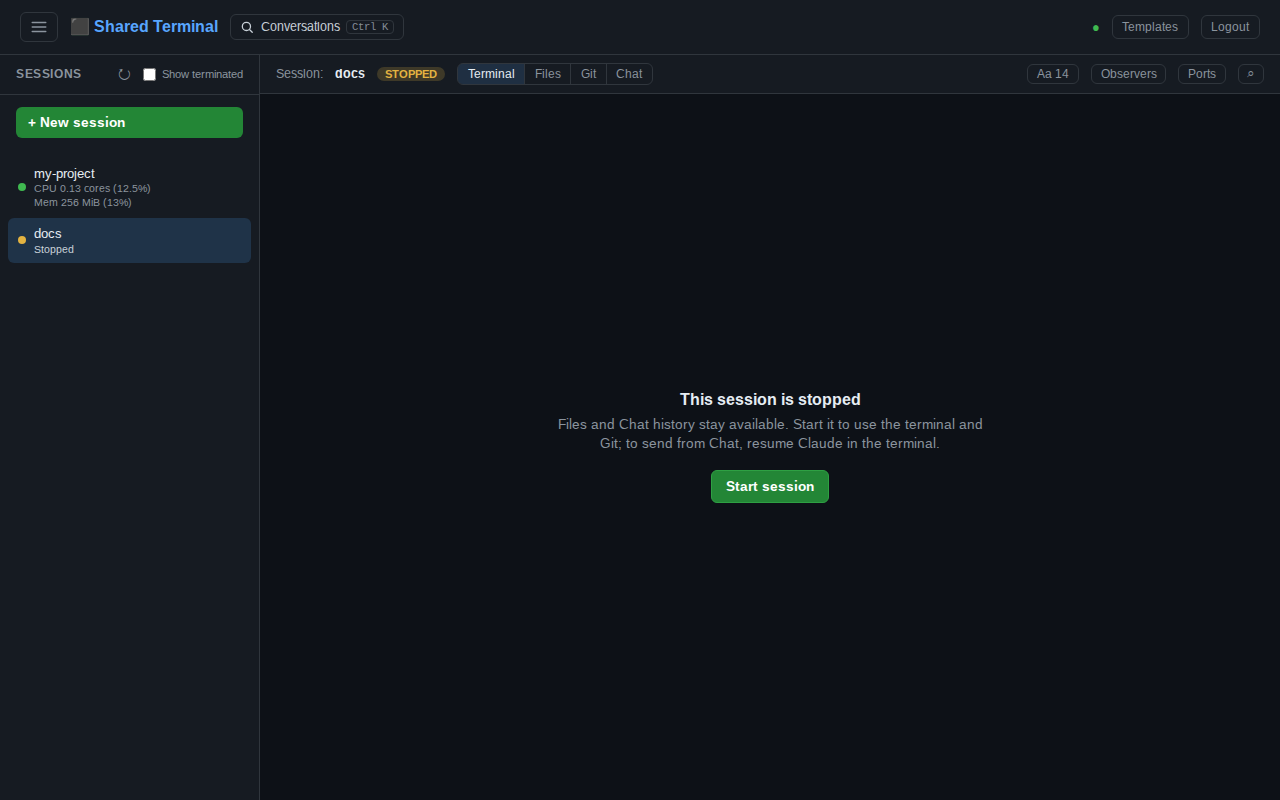 Shared Terminal
Conversations Ctrl K
Templates
Logout
SESSIONS
Show terminated
Session: docs STOPPED
Terminal Files Git Chat
Aa 14
Observers
Ports
+ New session
my-project
CPU 0.13 cores (12.5%)
Mem 256 MiB (13%)
docs
Stopped
This session is stopped
Files and Chat history stay available. Start it to use the terminal and
Git; to send from Chat, resume Claude in the terminal.
Start session